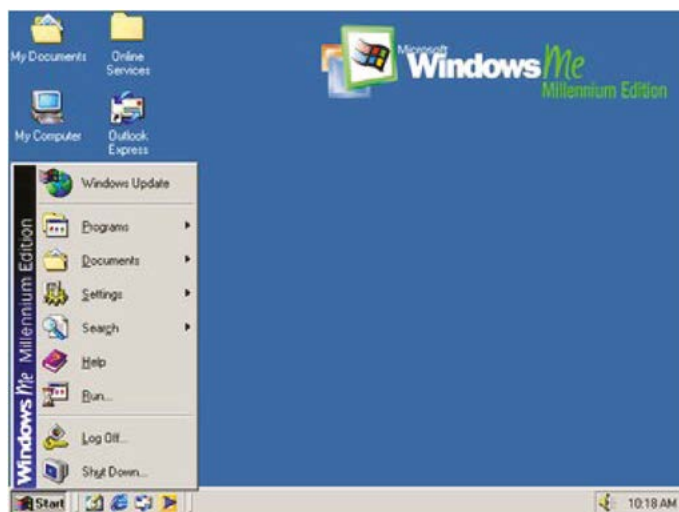 My Documents
Online
Services
Microsoft
Windows Me
Millennium Edition
My Computer
Outlook
Express
Windows Update
Programs
Documents
Settings
Search
Help
Run...
Log Off...
Shut Down...
Windows Me Millennium Edition
Start
10:18 AM